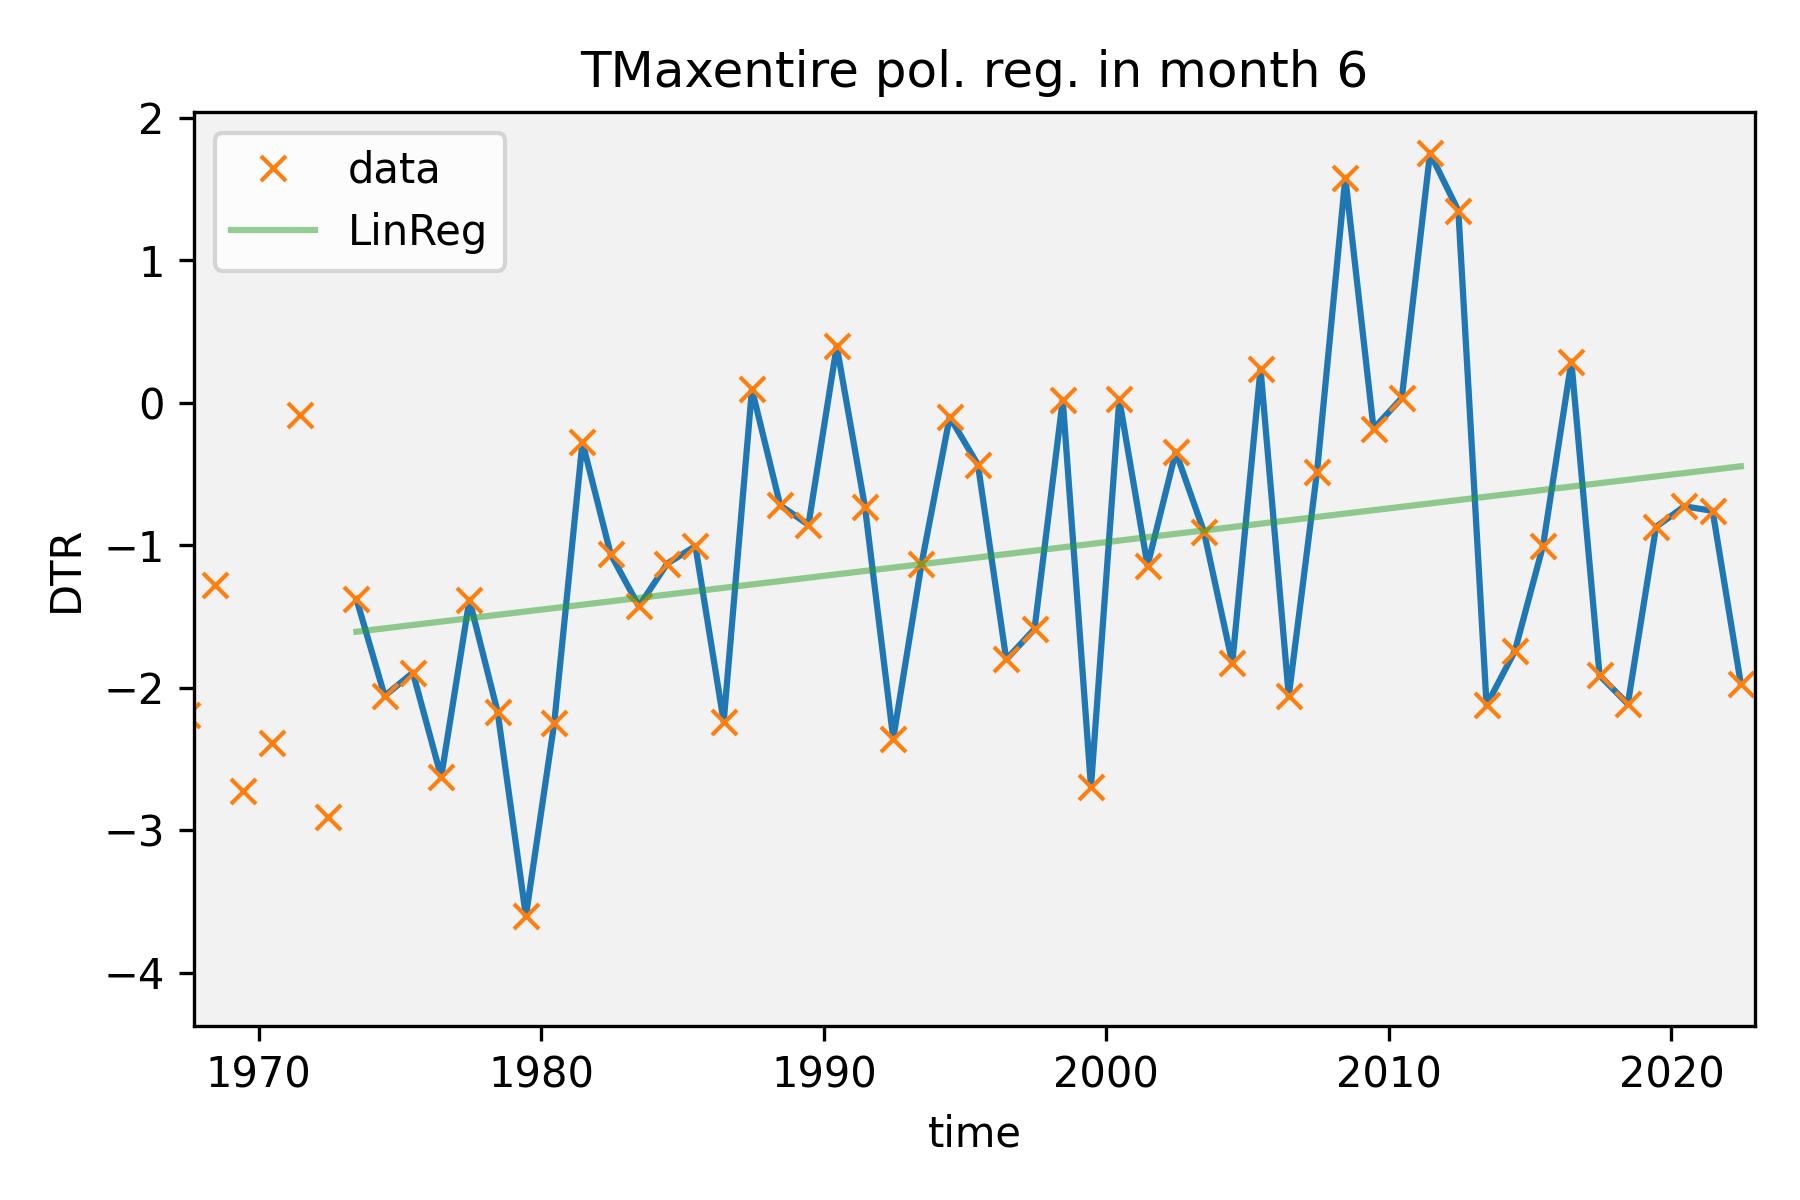 TMaxentire pol. reg. in month 6
2
1
0
−1
−2
−3
−4
DTR
data
LinReg
1970 1980 1990 2000 2010 2020
time